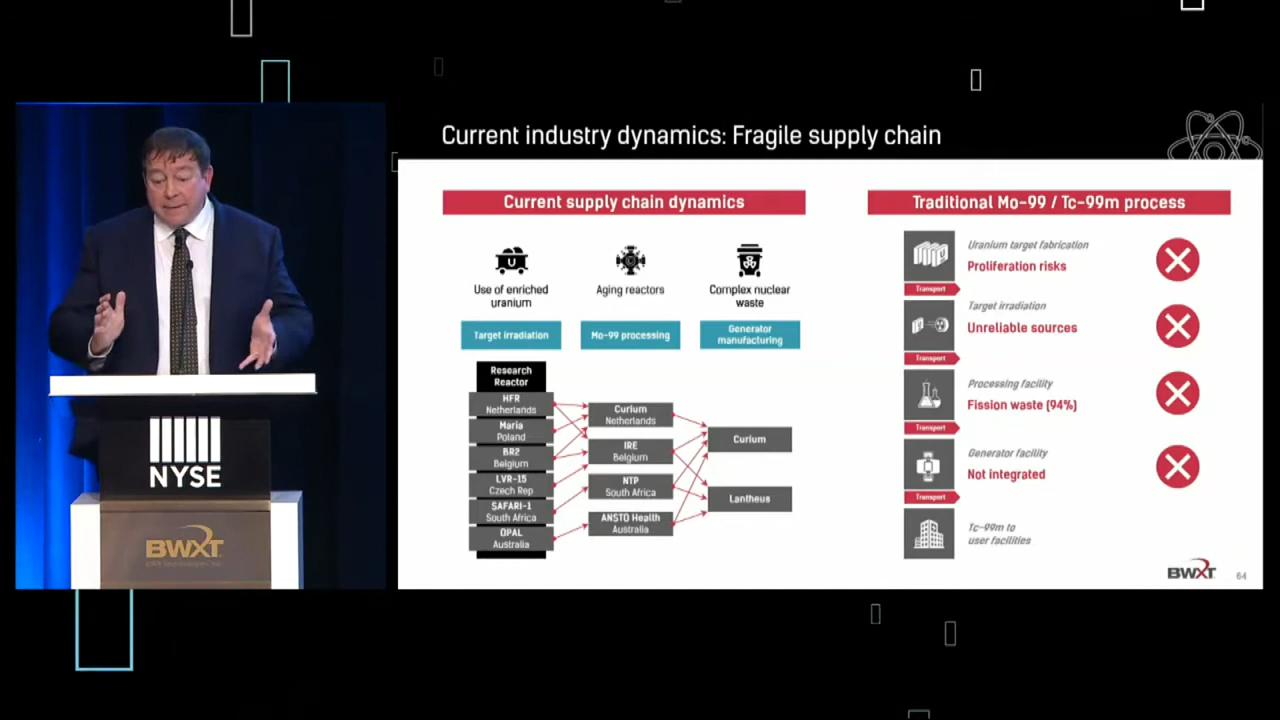 Current industry dynamics: Fragile supply chain
Current supply chain dynamics
U
Use of enriched
uranium
Aging reactors
Complex nuclear
waste
Target irradiation
Mo-99 processing
Generator
manufacturing
Research
Reactor
HFR
Netherlands
Maria
Poland
BR2
Belgium
LVR-15
Czech Rep
SAFARI-1
South Africa
OPAL
Australia
Curium
Netherlands
IRE
Belgium
NTP
South Africa
ANSTO Health
Australia
Curium
Lantheus
Traditional Mo-99 / Tc-99m process
Uranium target fabrication
Proliferation risks
Transport
Target irradiation
Unreliable sources
Transport
Processing facility
Fission waste (94%)
Transport
Generator facility
Not integrated
Transport
Tc-99m to
user facilities
BWXT
64
NYSE
BWXT